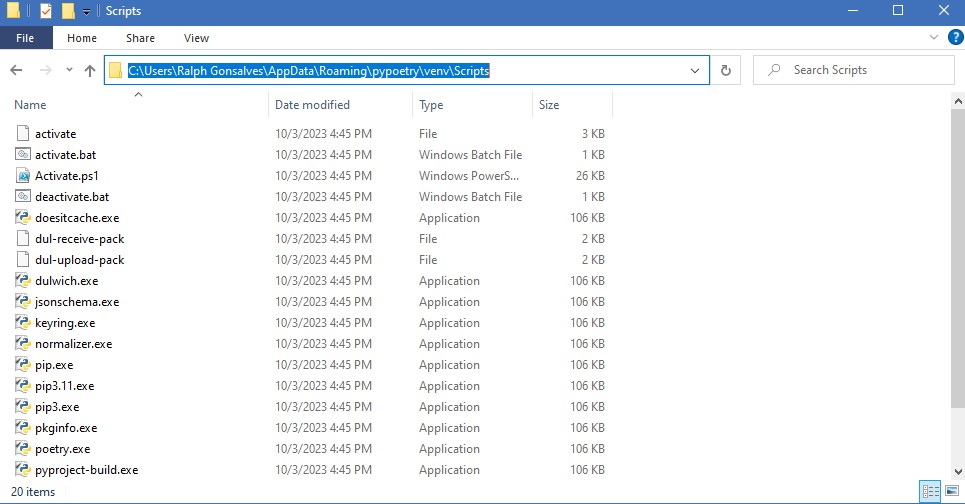 Scripts
File Home Share View
C:\Users\Ralph Gonsalves\AppData\Roaming\pypoetry\venv\Scripts Search Scripts
Name Date modified Type Size
activate 10/3/2023 4:45 PM File 3 KB
activate.bat 10/3/2023 4:45 PM Windows Batch File 1 KB
Activate.ps1 10/3/2023 4:45 PM Windows PowerS... 26 KB
deactivate.bat 10/3/2023 4:45 PM Windows Batch File 1 KB
doesitcache.exe 10/3/2023 4:45 PM Application 106 KB
dul-receive-pack 10/3/2023 4:45 PM File 2 KB
dul-upload-pack 10/3/2023 4:45 PM File 2 KB
dulwich.exe 10/3/2023 4:45 PM Application 106 KB
jsonschema.exe 10/3/2023 4:45 PM Application 106 KB
keyring.exe 10/3/2023 4:45 PM Application 106 KB
normalizer.exe 10/3/2023 4:45 PM Application 106 KB
pip.exe 10/3/2023 4:45 PM Application 106 KB
pip3.11.exe 10/3/2023 4:45 PM Application 106 KB
pip3.exe 10/3/2023 4:45 PM Application 106 KB
pkginfo.exe 10/3/2023 4:45 PM Application 106 KB
poetry.exe 10/3/2023 4:45 PM Application 106 KB
pyproject-build.exe 10/3/2023 4:45 PM Application 106 KB
20 items